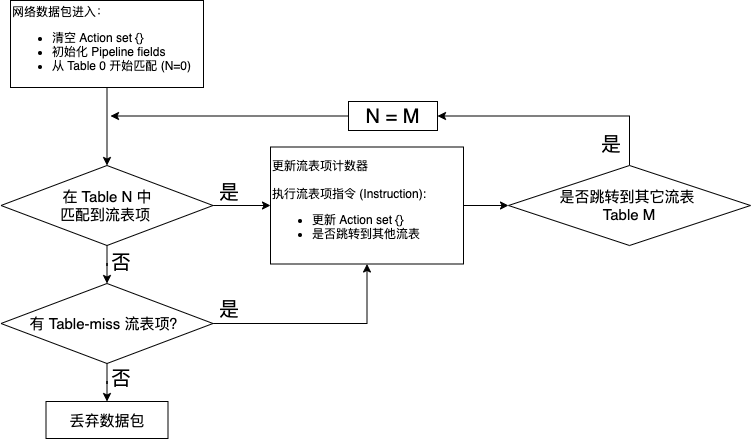 网络数据包进入：
• 清空 Action set {}
• 初始化 Pipeline fields
• 从 Table 0 开始匹配 (N=0)
N = M
是
更新流表项计数器
执行流表项指令 (Instruction):
• 更新 Action set {}
• 是否跳转到其他流表
在 Table N 中
匹配到流表项
是
是否跳转到其它流表
Table M
否
有 Table-miss 流表项?
是
否
丢弃数据包